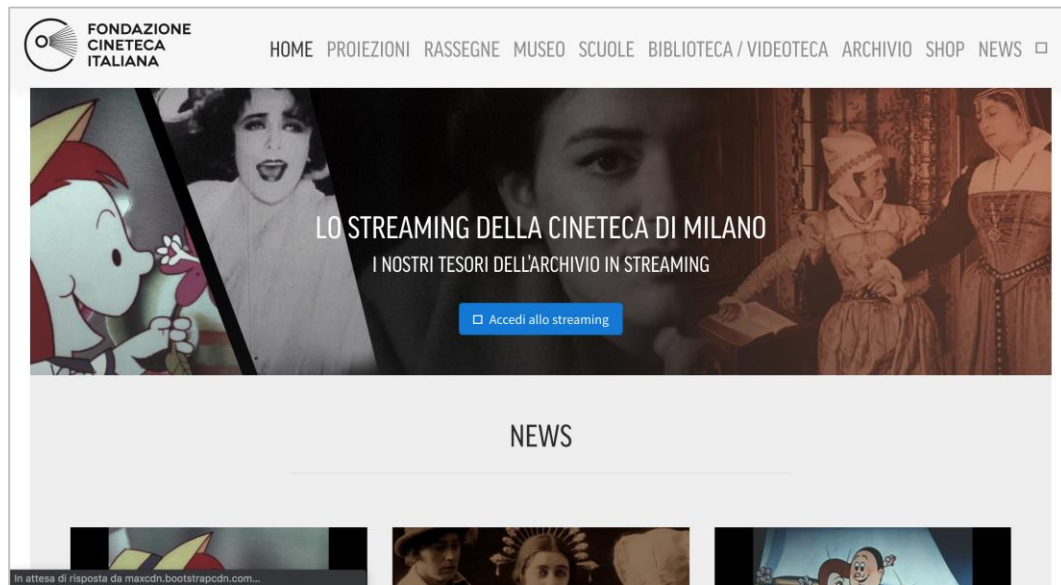 FONDAZIONE
CINETECA
ITALIANA
HOME PROIEZIONI RASSEGNE MUSEO SCUOLE BIBLIOTECA / VIDEOTECA ARCHIVIO SHOP NEWS
LO STREAMING DELLA CINETECA DI MILANO
I NOSTRI TESORI DELL'ARCHIVIO IN STREAMING
Accedi allo streaming
NEWS
In attesa di risposta da maxcdn.bootstrapcdn.com...